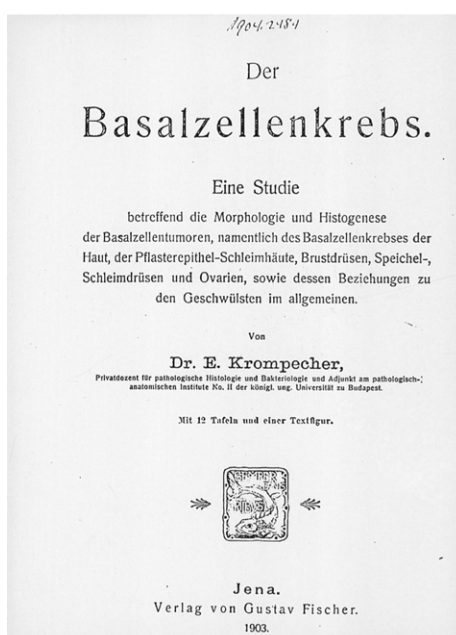 1904.2484
Der
Basalzellenkrebs.
Eine Studie
betreffend die Morphologie und Histogenese
der Basalzellentumoren, namentlich des Basalzellenkrebses der
Haut, der Pflasterepithel-Schleimhäute, Brustdrüsen, Speichel-,
Schleimdrüsen und Ovarien, sowie dessen Beziehungen zu
den Geschwülsten im allgemeinen.
Von
Dr. E. Krompecher,
Privatdozent für pathologische Histologie und Bakteriologie und Adjunkt am pathologisch-
anatomischen Institute No. II der königl. ung. Universität zu Budapest.
Mit 12 Tafeln und einer Textfigur.
SEMPER
Jena.
Verlag von Gustav Fischer.
1903.